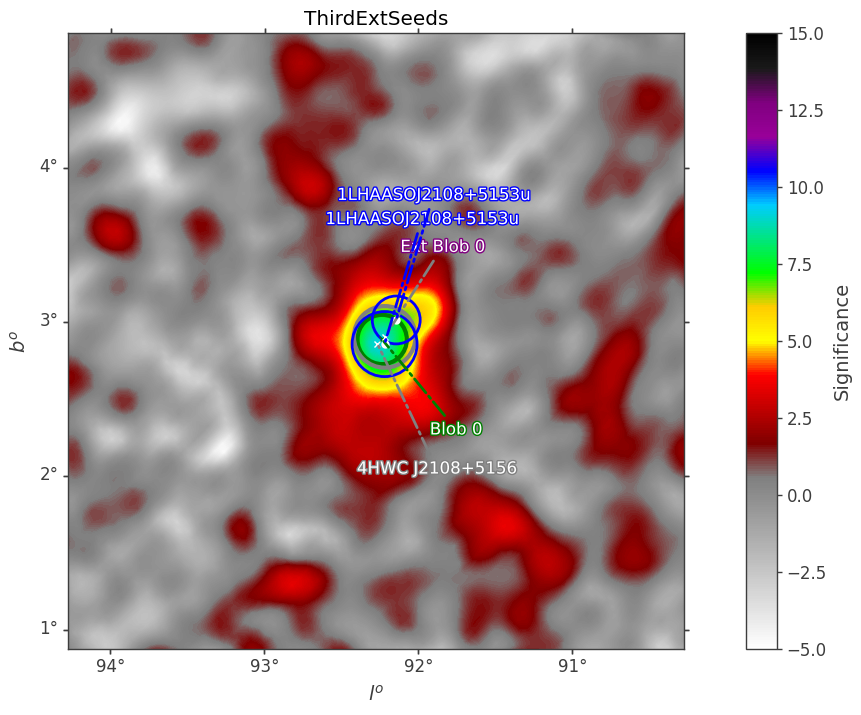 ThirdExtSeeds
15.0
12.5
10.0
7.5
5.0
2.5
0.0
−2.5
−5.0
Significance
4°
3°
2°
1°
b°
1LHAASOJ2108+5153u
1LHAASOJ2108+5153u
Ext Blob 0
Blob 0
4HWC J2108+5156
94°
93°
92°
91°
l°